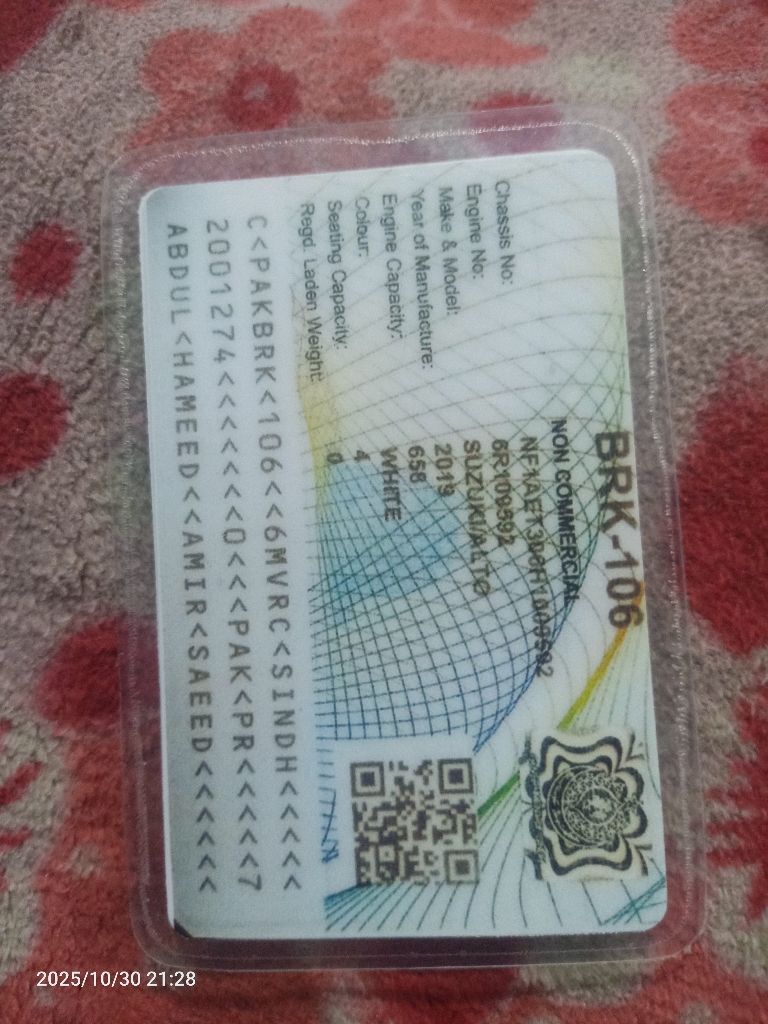 BRK-106
NON COMMERCIAL
Chassis No:
Engine No: 6R109592
Make & Model: SUZUKI/ALTO
Year of Manufacture: 2019
Engine Capacity: 658
Colour: WHITE
Seating Capacity: 4
Regd. Laden Weight: 0
C<PAKBRK<106<<6MVRC<SINDH<<<<<
2001274<<<<<<<0<<<PAK<PR<<<<<7
ABDUL<HAMEED<<AMIR<SAEED<<<<<<
2025/10/30 21:28